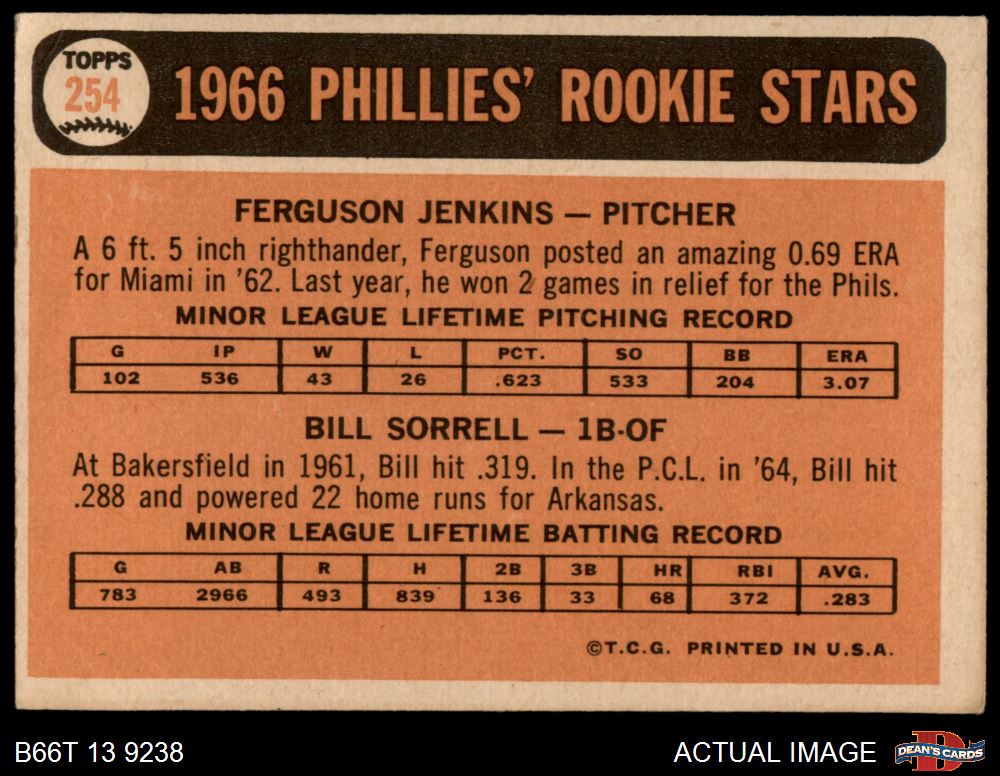 TOPPS
254
1966 PHILLIES' ROOKIE STARS
FERGUSON JENKINS — PITCHER
A 6 ft. 5 inch righthander, Ferguson posted an amazing 0.69 ERA
for Miami in '62. Last year, he won 2 games in relief for the Phils.
MINOR LEAGUE LIFETIME PITCHING RECORD
G IP W L PCT. SO BB ERA
102 536 43 26 .623 533 204 3.07
BILL SORRELL — 1B-OF
At Bakersfield in 1961, Bill hit .319. In the P.C.L. in '64, Bill hit
.288 and powered 22 home runs for Arkansas.
MINOR LEAGUE LIFETIME BATTING RECORD
G AB R H 2B 3B HR RBI AVG.
783 2966 493 839 136 33 68 372 .283
©T.C.G. PRINTED IN U.S.A.
B66T 13 9238
ACTUAL IMAGE
D
DEAN'S CARDS